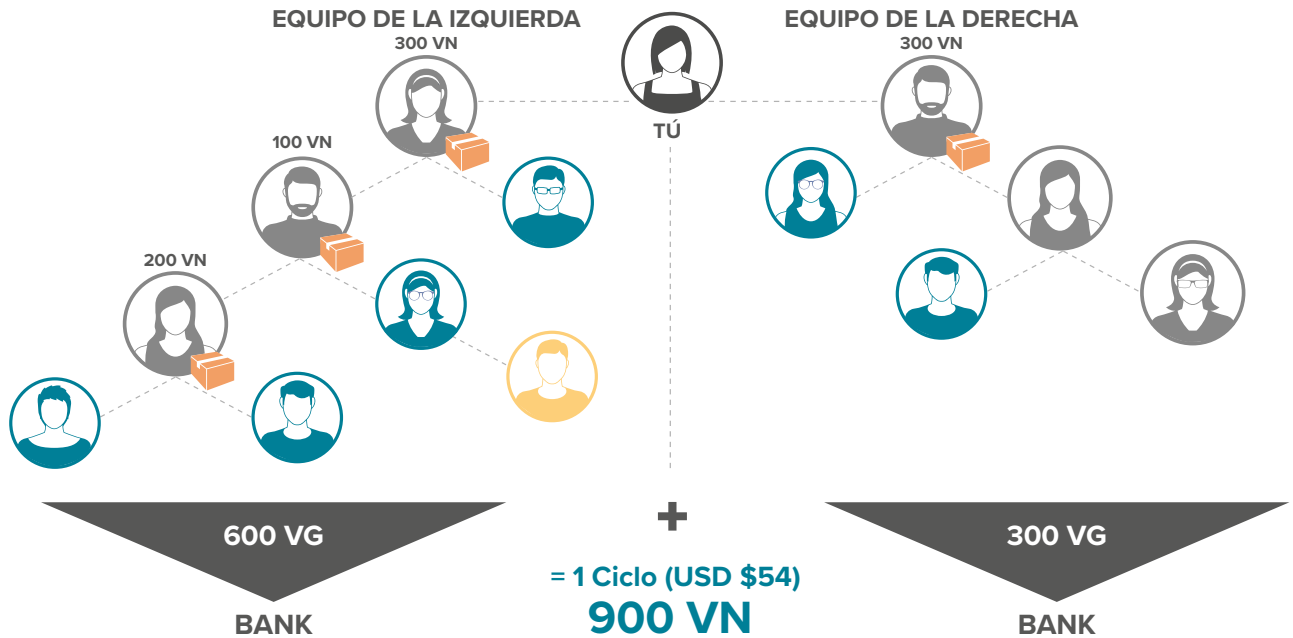 EQUIPO DE LA IZQUIERDA
EQUIPO DE LA DERECHA
300 VN
300 VN
TÚ
100 VN
200 VN
600 VG
+
300 VG
= 1 Ciclo (USD $54)
900 VN
BANK
BANK